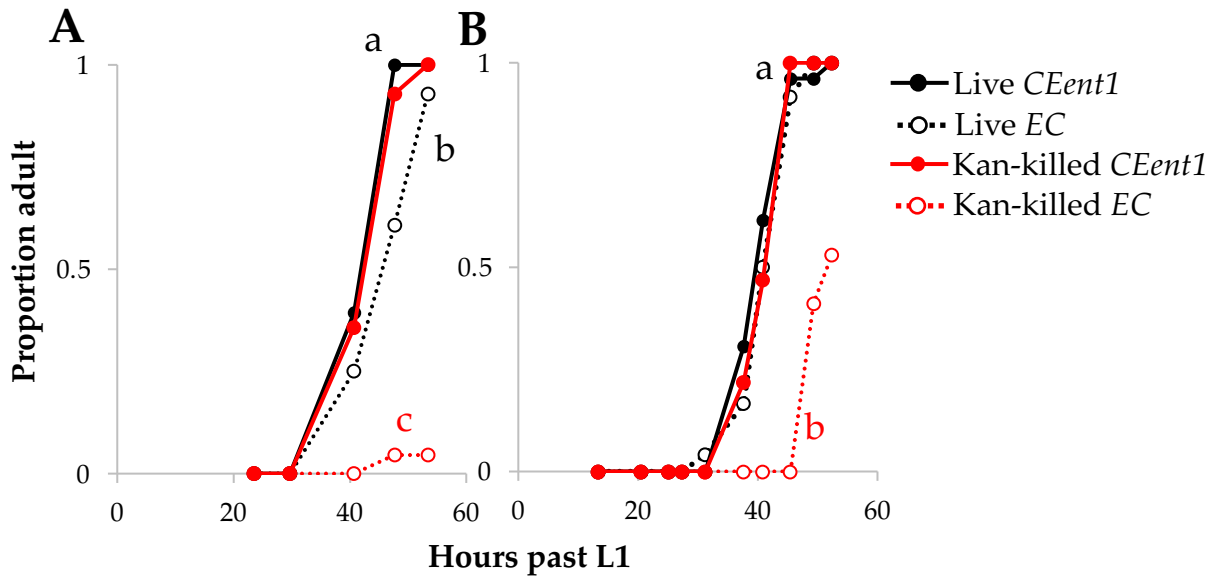 A
B
a
b
c
a
b
1
0.5
0
0
20
40
60
1
0.5
0
0
20
40
60
Proportion adult
Hours past L1
Live CEent1
Live EC
Kan-killed CEent1
Kan-killed EC